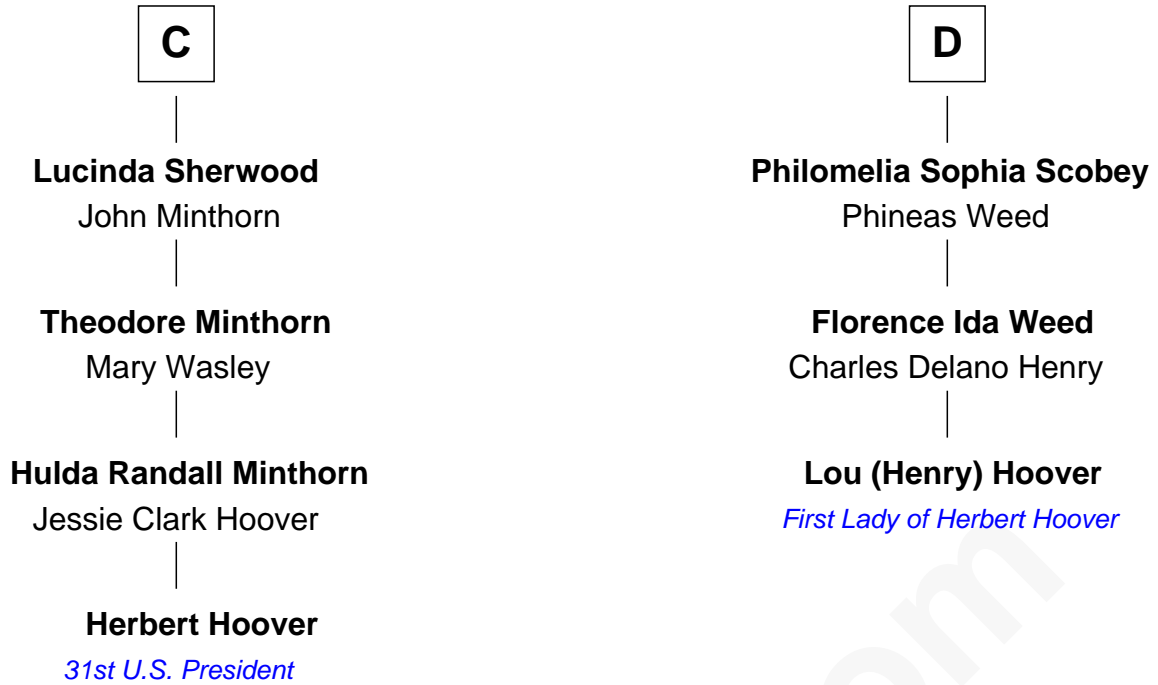 C
Lucinda Sherwood
John Minthorn
Theodore Minthorn
Mary Wasley
Hulda Randall Minthorn
Jessie Clark Hoover
Herbert Hoover
31st U.S. President
D
Philomelia Sophia Scobey
Phineas Weed
Florence Ida Weed
Charles Delano Henry
Lou (Henry) Hoover
First Lady of Herbert Hoover
om